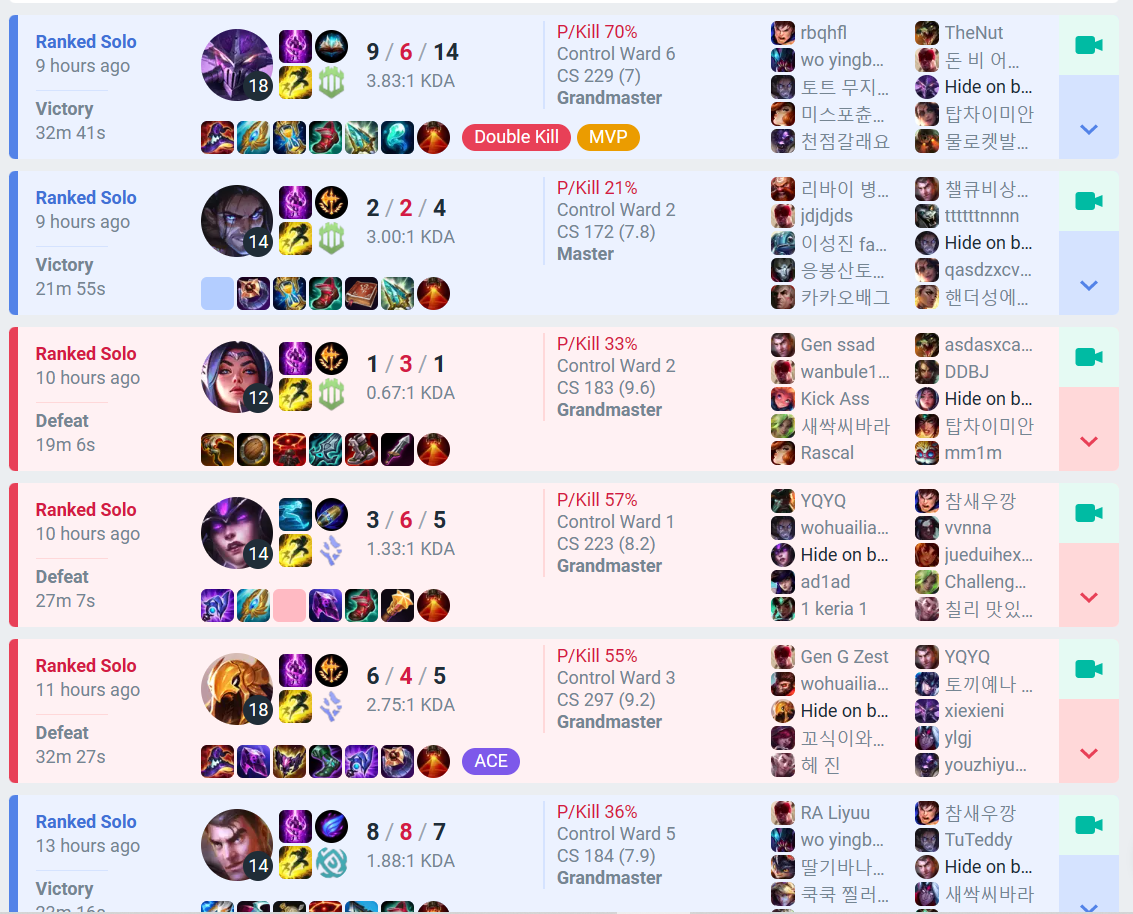 Ranked Solo
9 hours ago
Victory
32m 41s
18
9 / 6 / 14
3.83:1 KDA
Double Kill
MVP
P/Kill 70%
Control Ward 6
CS 229 (7)
Grandmaster
rbqhfl
wo yingb...
토트 무지...
미스포츈...
천점갈래요
TheNut
돈 비 어...
Hide on b...
탑차이미안
물로켓발...
Ranked Solo
9 hours ago
Victory
21m 55s
14
2 / 2 / 4
3.00:1 KDA
P/Kill 21%
Control Ward 2
CS 172 (7.8)
Master
리바이 병...
jdjdjds
이성진 fa...
응봉산토...
카카오배그
챌큐비상...
ttttttnnnn
Hide on b...
qasdzxcv...
핸더성에...
Ranked Solo
10 hours ago
Defeat
19m 6s
12
1 / 3 / 1
0.67:1 KDA
P/Kill 33%
Control Ward 2
CS 183 (9.6)
Grandmaster
Gen ssad
wanbule1...
Kick Ass
새싹씨바라
Rascal
asdasxca...
DDBJ
Hide on b...
탑차이미안
mm1m
Ranked Solo
10 hours ago
Defeat
27m 7s
14
3 / 6 / 5
1.33:1 KDA
P/Kill 57%
Control Ward 1
CS 223 (8.2)
Grandmaster
YQYQ
wohuailia...
Hide on b...
ad1ad
1 keria 1
참새우깡
vvnna
jueduihex...
Challeng...
칠리 맛있...
Ranked Solo
11 hours ago
Defeat
32m 27s
18
6 / 4 / 5
2.75:1 KDA
ACE
P/Kill 55%
Control Ward 3
CS 297 (9.2)
Grandmaster
Gen G Zest
wohuailia...
Hide on b...
꼬식이와...
헤 진
YQYQ
토끼예나 ...
xiexieni
ylgj
youzhiyu...
Ranked Solo
13 hours ago
Victory
14
8 / 8 / 7
1.88:1 KDA
P/Kill 36%
Control Ward 5
CS 184 (7.9)
Grandmaster
RA Liyuu
wo yingb...
딸기바나...
쿡쿡 찔러...
참새우깡
TuTeddy
Hide on b...
새싹씨바라